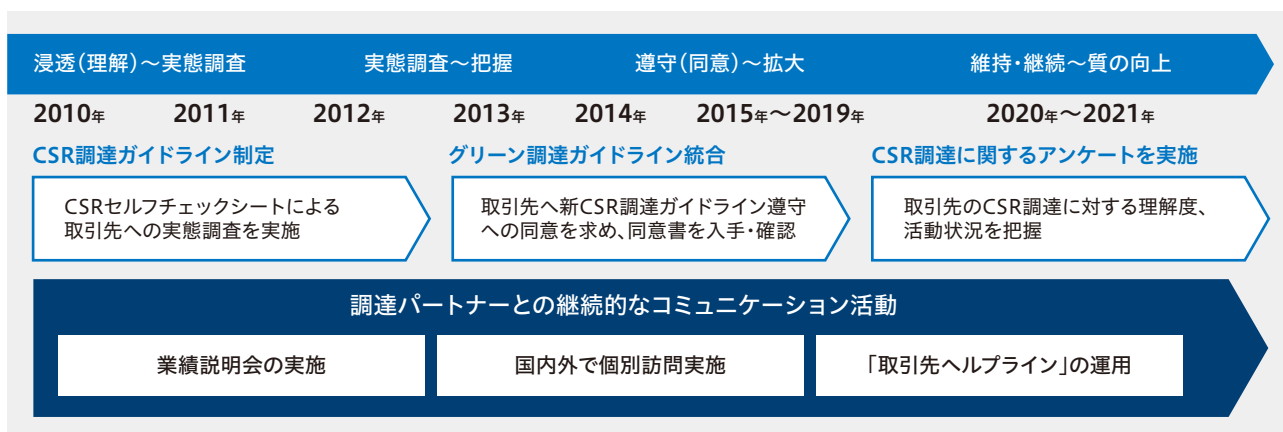 浸透(理解)～実態調査 実態調査～把握 遵守(同意)～拡大 維持・継続～質の向上
2010年 2011年 2012年 2013年 2014年 2015年～2019年 2020年～2021年
CSR調達ガイドライン制定 グリーン調達ガイドライン統合 CSR調達に関するアンケートを実施
CSRセルフチェックシートによる
取引先への実態調査を実施
取引先へ新CSR調達ガイドライン遵守
への同意を求め、同意書を入手・確認
取引先のCSR調達に対する理解度、
活動状況を把握
調達パートナーとの継続的なコミュニケーション活動
業績説明会の実施 国内外で個別訪問実施 「取引先ヘルプライン」の運用